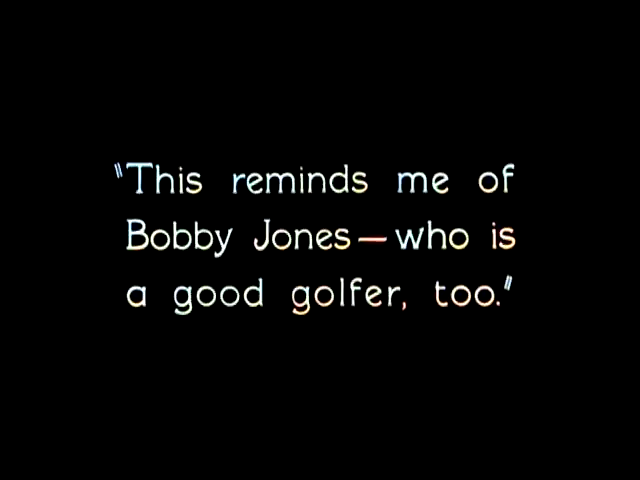 "This reminds me of
Bobby Jones—who is
a good golfer, too."